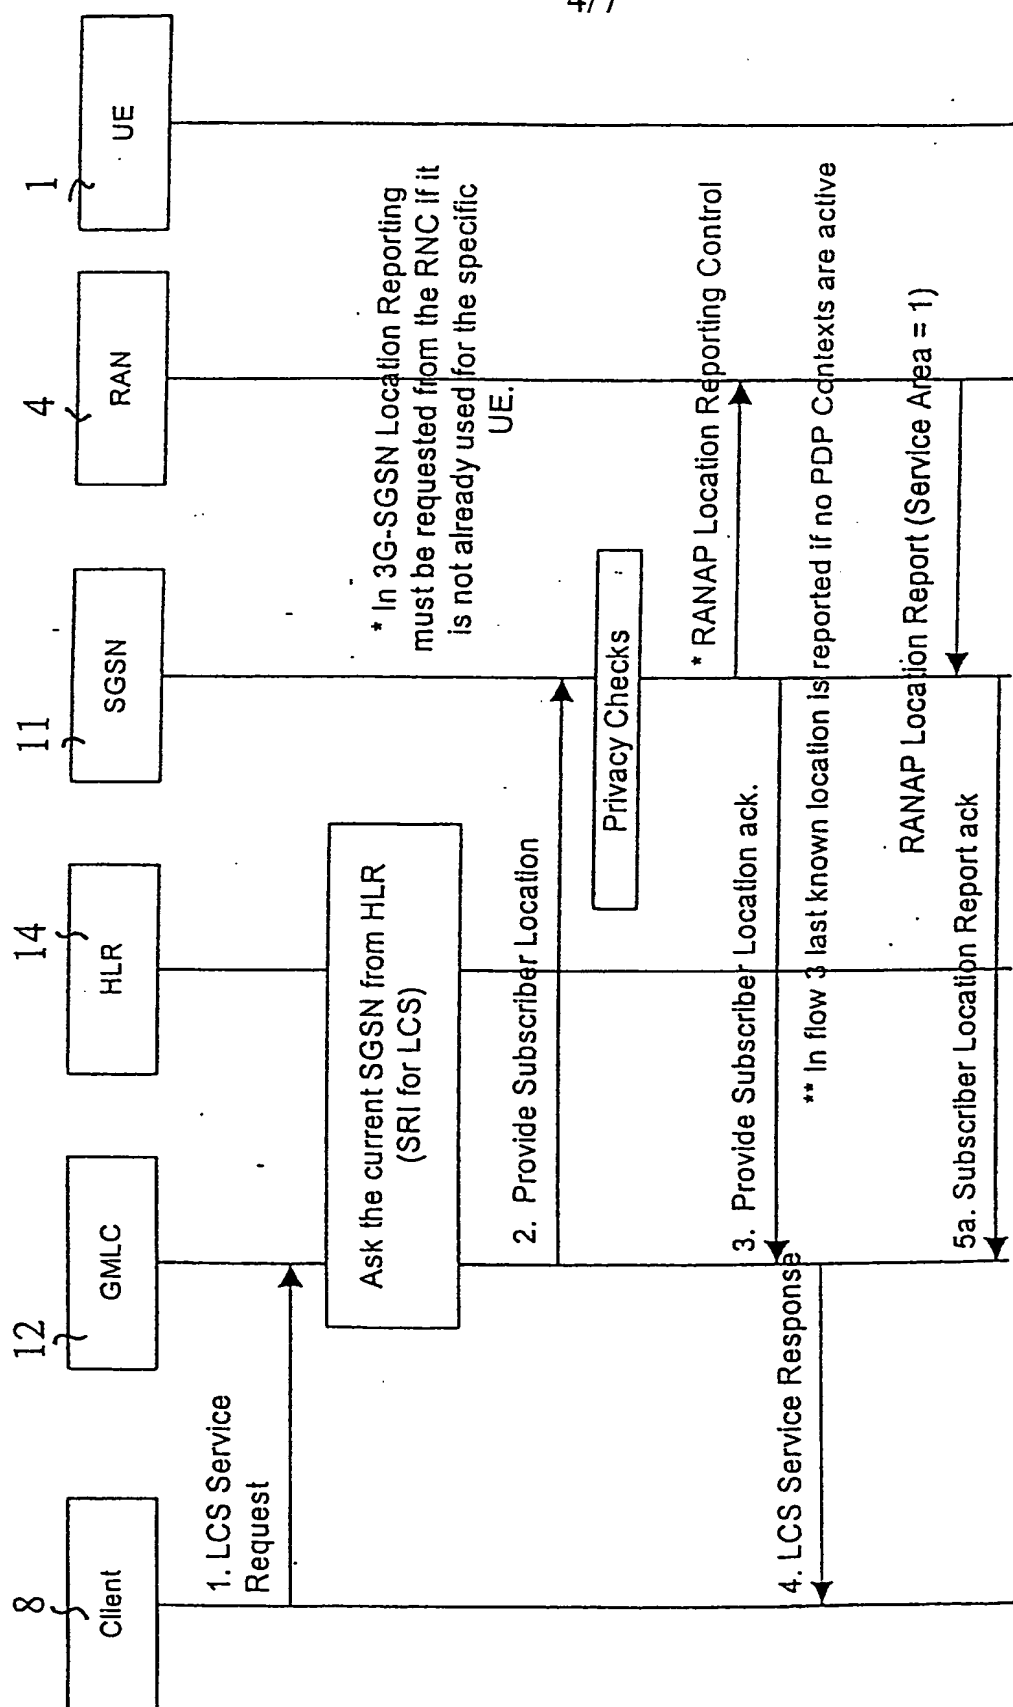 4/7
8
12
14
11
4
1
Client
GMLC
HLR
SGSN
RAN
UE
1. LCS Service
Request
Ask the current SGSN from HLR
(SRI for LCS)
* In 3G-SGSN Location Reporting
must be requested from the RNC if it
is not already used for the specific
UE.
2. Provide Subscriber Location
Privacy Checks
* RANAP Location Reporting Control
3. Provide Subscriber Location ack.
4. LCS Service Response
** In flow 3 last known location is reported if no PDP Contexts are active
RANAP Location Report (Service Area = 1)
5a. Subscriber Location Report ack